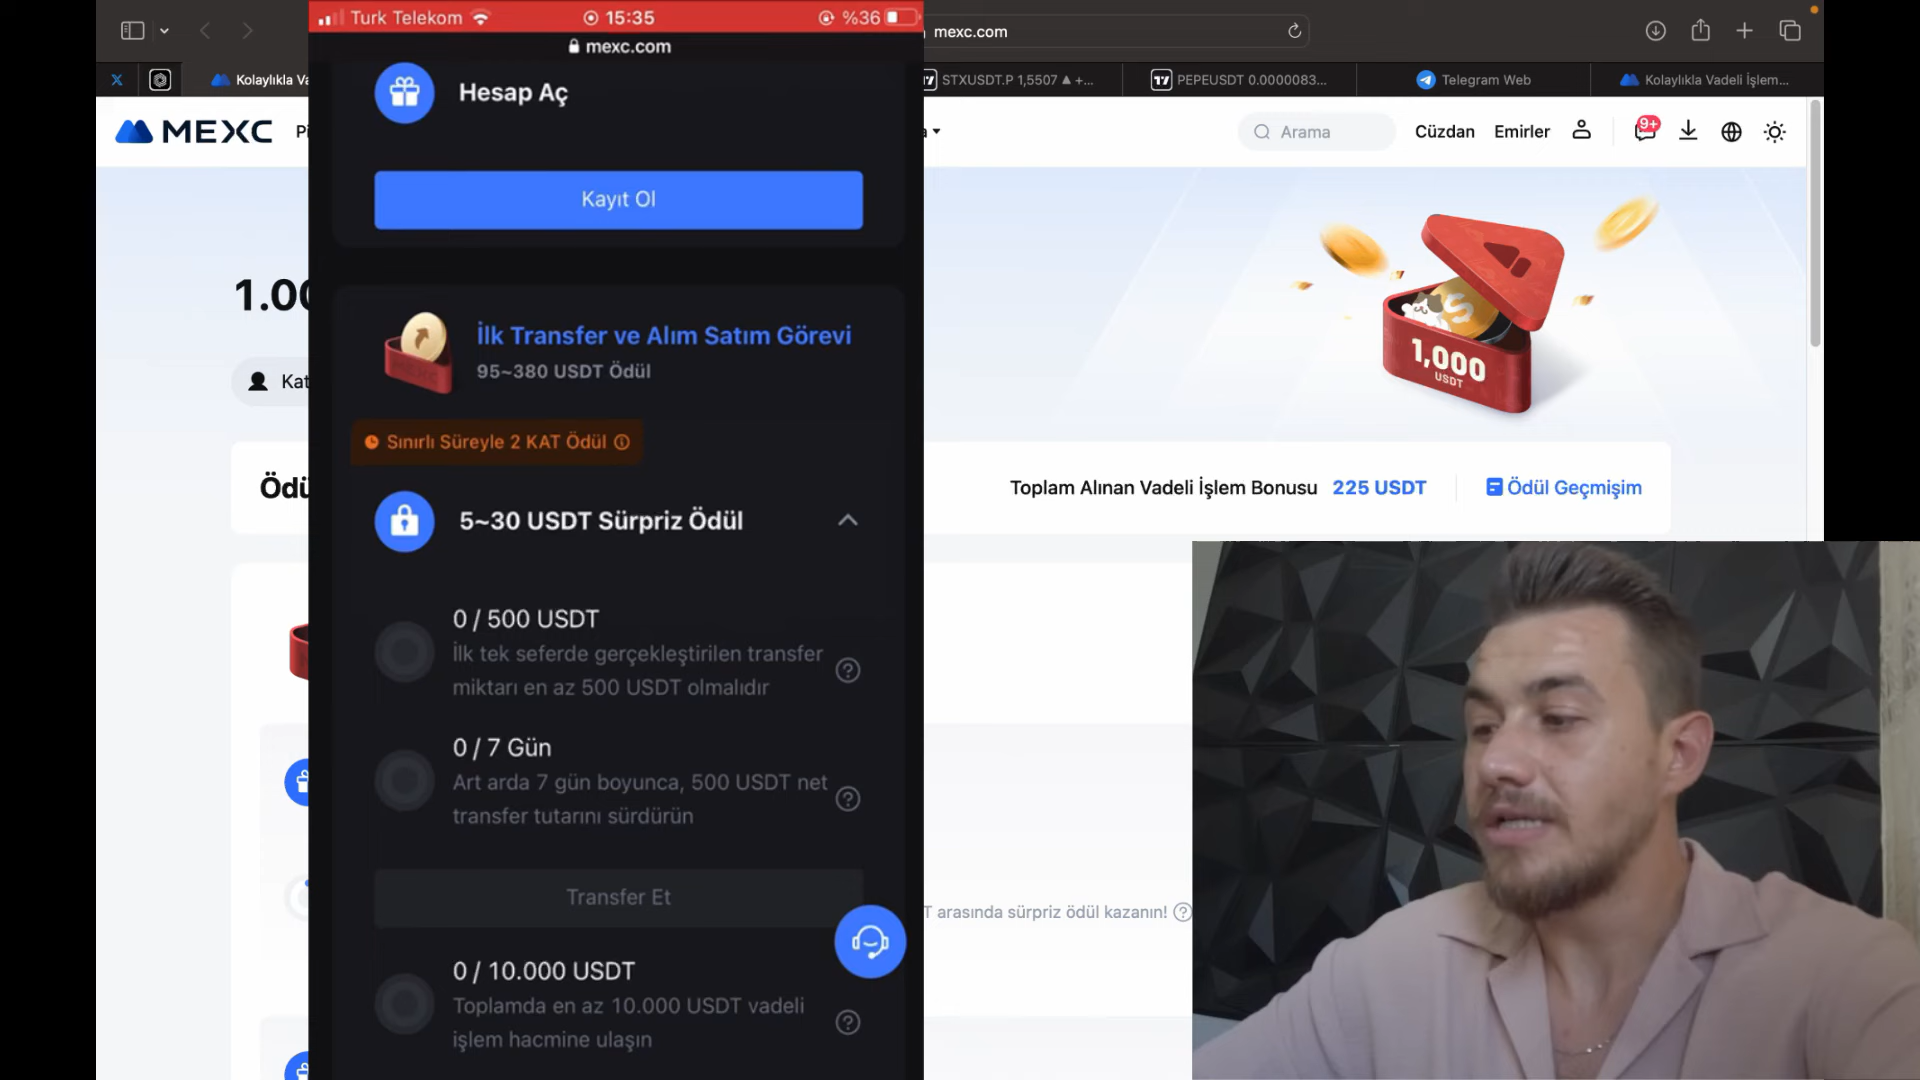 Turk Telekom
15:35
%36
mexc.com
mexc.com
Kolaylıkla Va
STXUSDT.P 1,5507 ▲ +...
PEPEUSDT 0.0000083...
Telegram Web
Kolaylıkla Vadeli İşlem...
MEXC
Arama
Cüzdan
Emirler
9+
Hesap Aç
Kayıt Ol
1.00
1,000
USDT
İlk Transfer ve Alım Satım Görevi
95~380 USDT Ödül
Kat
Sınırlı Süreyle 2 KAT Ödül
Ödü
Toplam Alınan Vadeli İşlem Bonusu 225 USDT
Ödül Geçmişim
5~30 USDT Sürpriz Ödül
0 / 500 USDT
İlk tek seferde gerçekleştirilen transfer
miktarı en az 500 USDT olmalıdır
0 / 7 Gün
Art arda 7 gün boyunca, 500 USDT net
transfer tutarını sürdürün
Transfer Et
T arasında sürpriz ödül kazanın!
0 / 10.000 USDT
Toplamda en az 10.000 USDT vadeli
işlem hacmine ulaşın